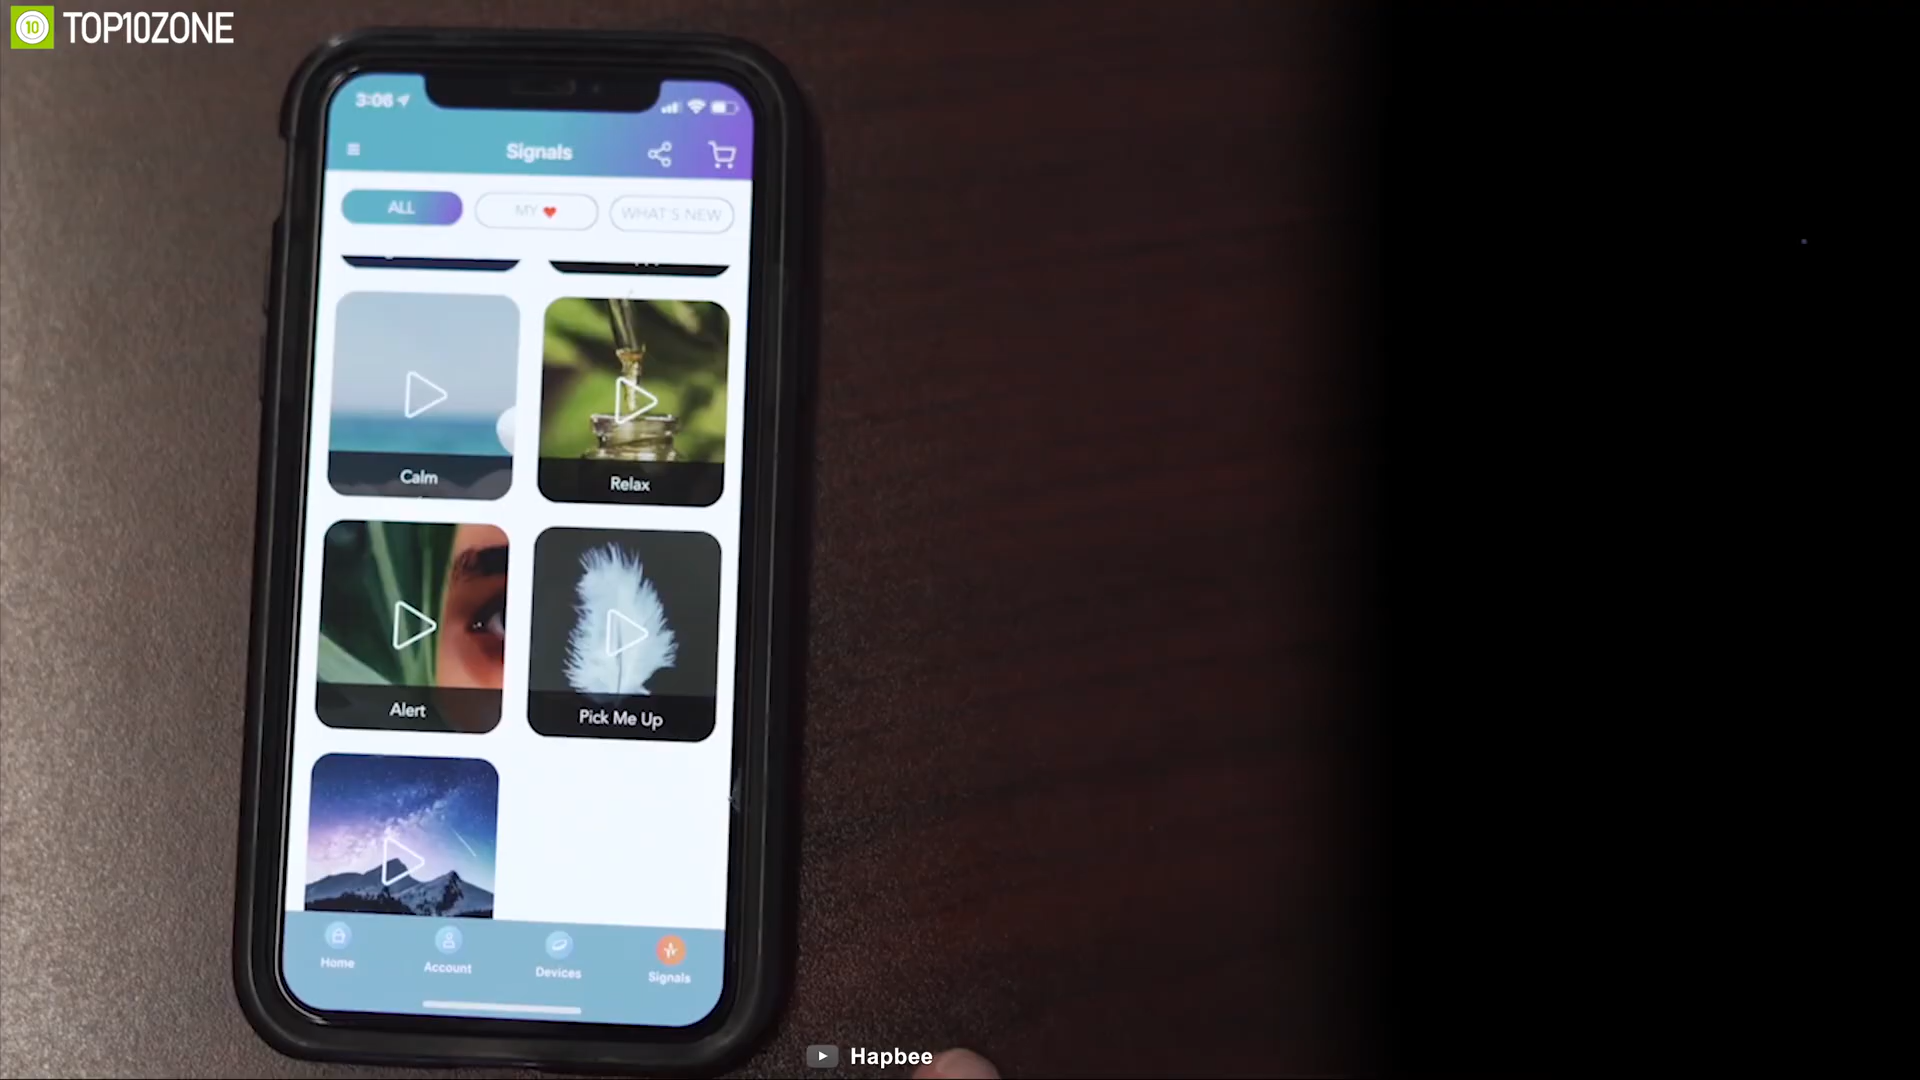 10 TOP10ZONE
3:06
Signals
ALL
MY
WHAT'S NEW
Calm
Relax
Alert
Pick Me Up
Home
Account
Devices
Signals
Hapbee